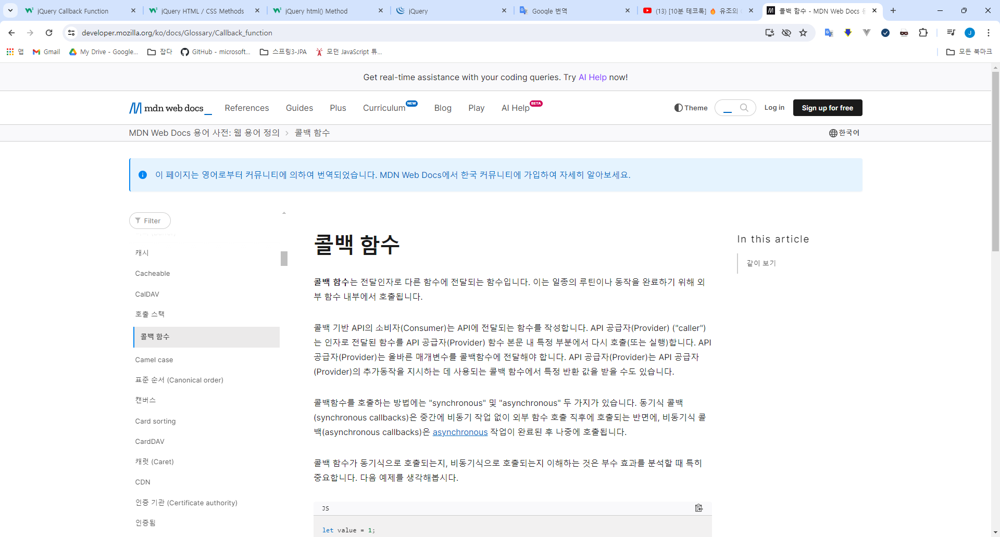 jQuery Callback Function
jQuery HTML / CSS Methods
jQuery html() Method
jQuery
Google 번역
(13) [10분 테코톡] 🔥 유조의
콜백 함수 - MDN Web Docs
developer.mozilla.org/ko/docs/Glossary/Callback_function
J
앱
Gmail
My Drive - Google...
잡다
GitHub - microsoft...
스프링3-JPA
모던 JavaScript 튜...
모든 북마크
Get real-time assistance with your coding queries. Try AI Help now!
mdn web docs_
References
Guides
Plus
Curriculum NEW
Blog
Play
AI Help BETA
Theme
Log in
Sign up for free
MDN Web Docs 용어 사전: 웹 용어 정의 > 콜백 함수
한국어
이 페이지는 영어로부터 커뮤니티에 의하여 번역되었습니다. MDN Web Docs에서 한국 커뮤니티에 가입하여 자세히 알아보세요.
Filter
캐시
Cacheable
CalDAV
호출 스택
콜백 함수
Camel case
표준 순서 (Canonical order)
캔버스
Card sorting
CardDAV
캐럿 (Caret)
CDN
인증 기관 (Certificate authority)
인증됨
콜백 함수
콜백 함수는 전달인자로 다른 함수에 전달되는 함수입니다. 이는 일종의 루틴이나 동작을 완료하기 위해 외
부 함수 내부에서 호출됩니다.
콜백 기반 API의 소비자(Consumer)는 API에 전달되는 함수를 작성합니다. API 공급자(Provider) ("caller")
는 인자로 전달된 함수를 API 공급자(Provider) 함수 본문 내 특정 부분에서 다시 호출(또는 실행)합니다. API
공급자(Provider)는 올바른 매개변수를 콜백함수에 전달해야 합니다. API 공급자(Provider)는 API 공급자
(Provider)의 추가동작을 지시하는 데 사용되는 콜백 함수에서 특정 반환 값을 받을 수도 있습니다.
콜백함수를 호출하는 방법에는 "synchronous" 및 "asynchronous" 두 가지가 있습니다. 동기식 콜백
(synchronous callbacks)은 중간에 비동기 작업 없이 외부 함수 호출 직후에 호출되는 반면에, 비동기식 콜
백(asynchronous callbacks)은 asynchronous 작업이 완료된 후 나중에 호출됩니다.
콜백 함수가 동기식으로 호출되는지, 비동기식으로 호출되는지 이해하는 것은 부수 효과를 분석할 때 특히
중요합니다. 다음 예제를 생각해봅시다.
JS
let value = 1;
In this article
같이 보기